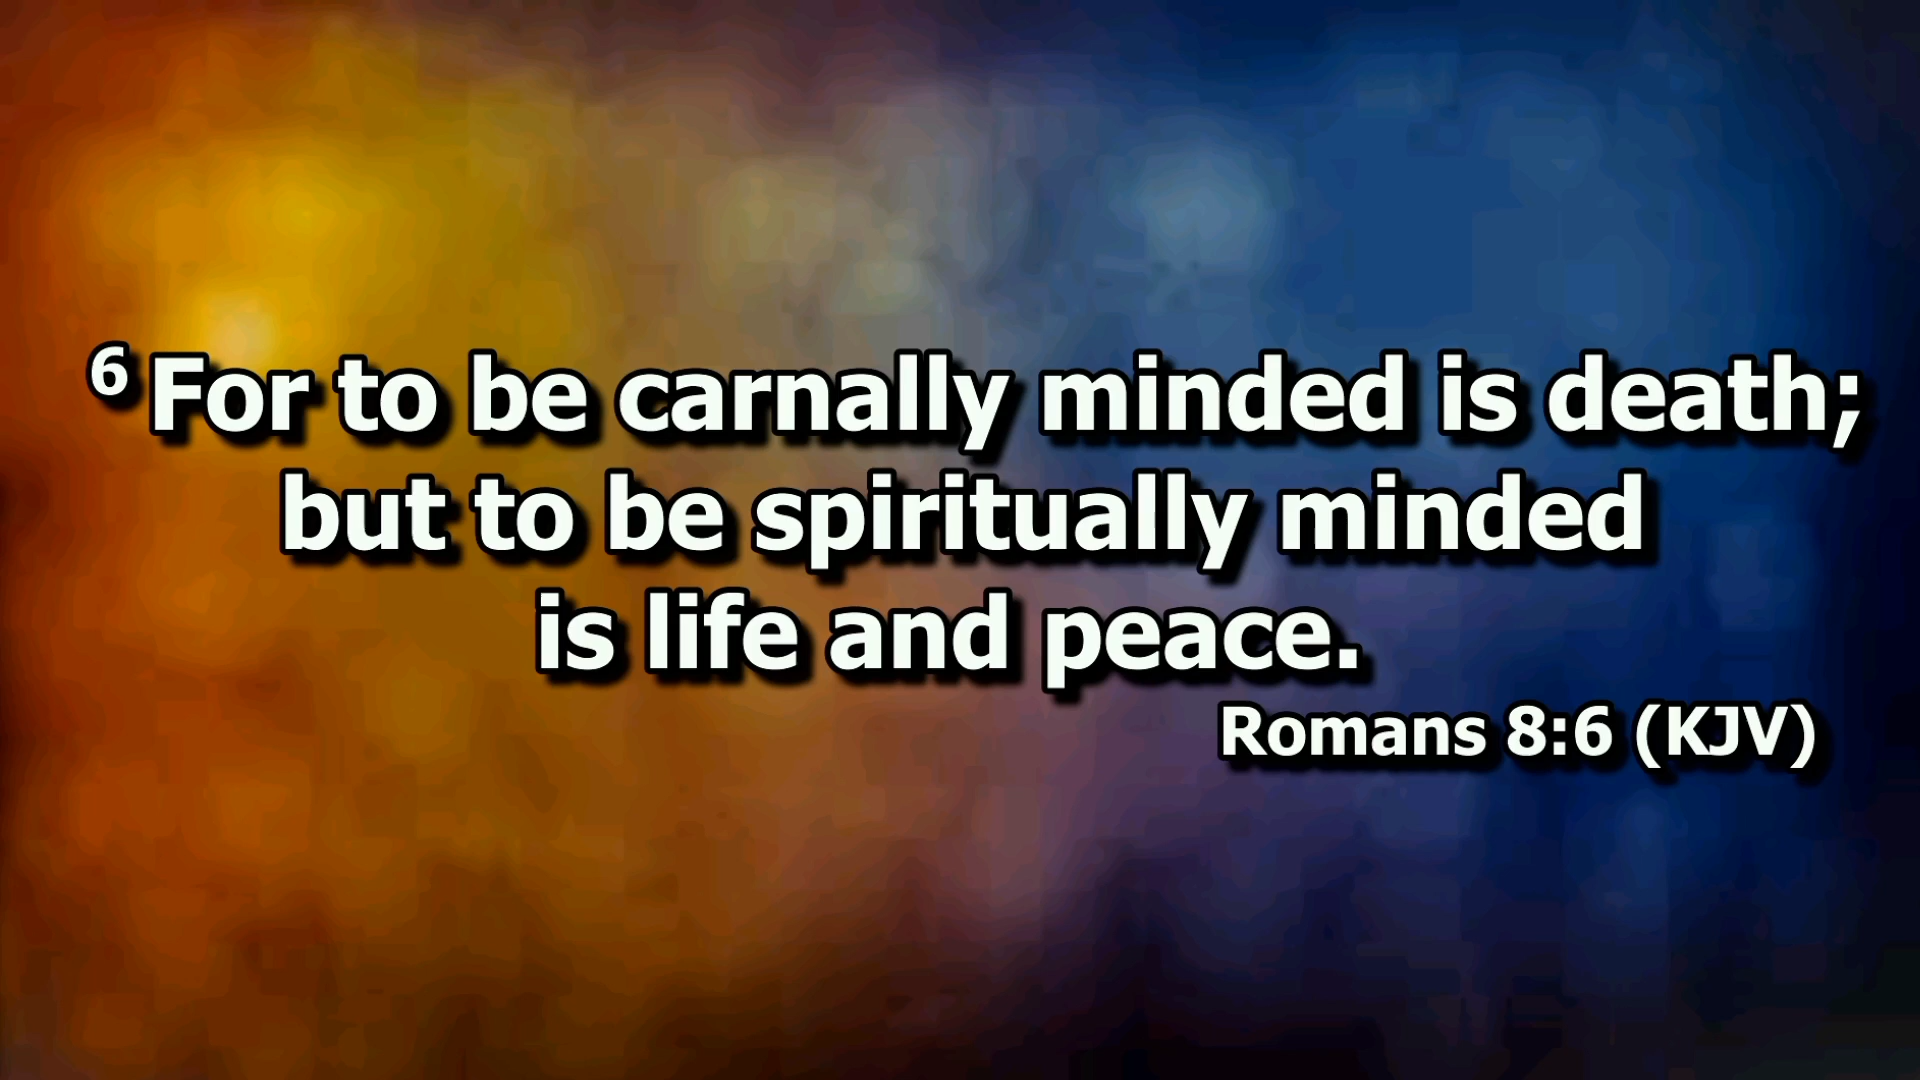 6 For to be carnally minded is death;
but to be spiritually minded
is life and peace.
Romans 8:6 (KJV)